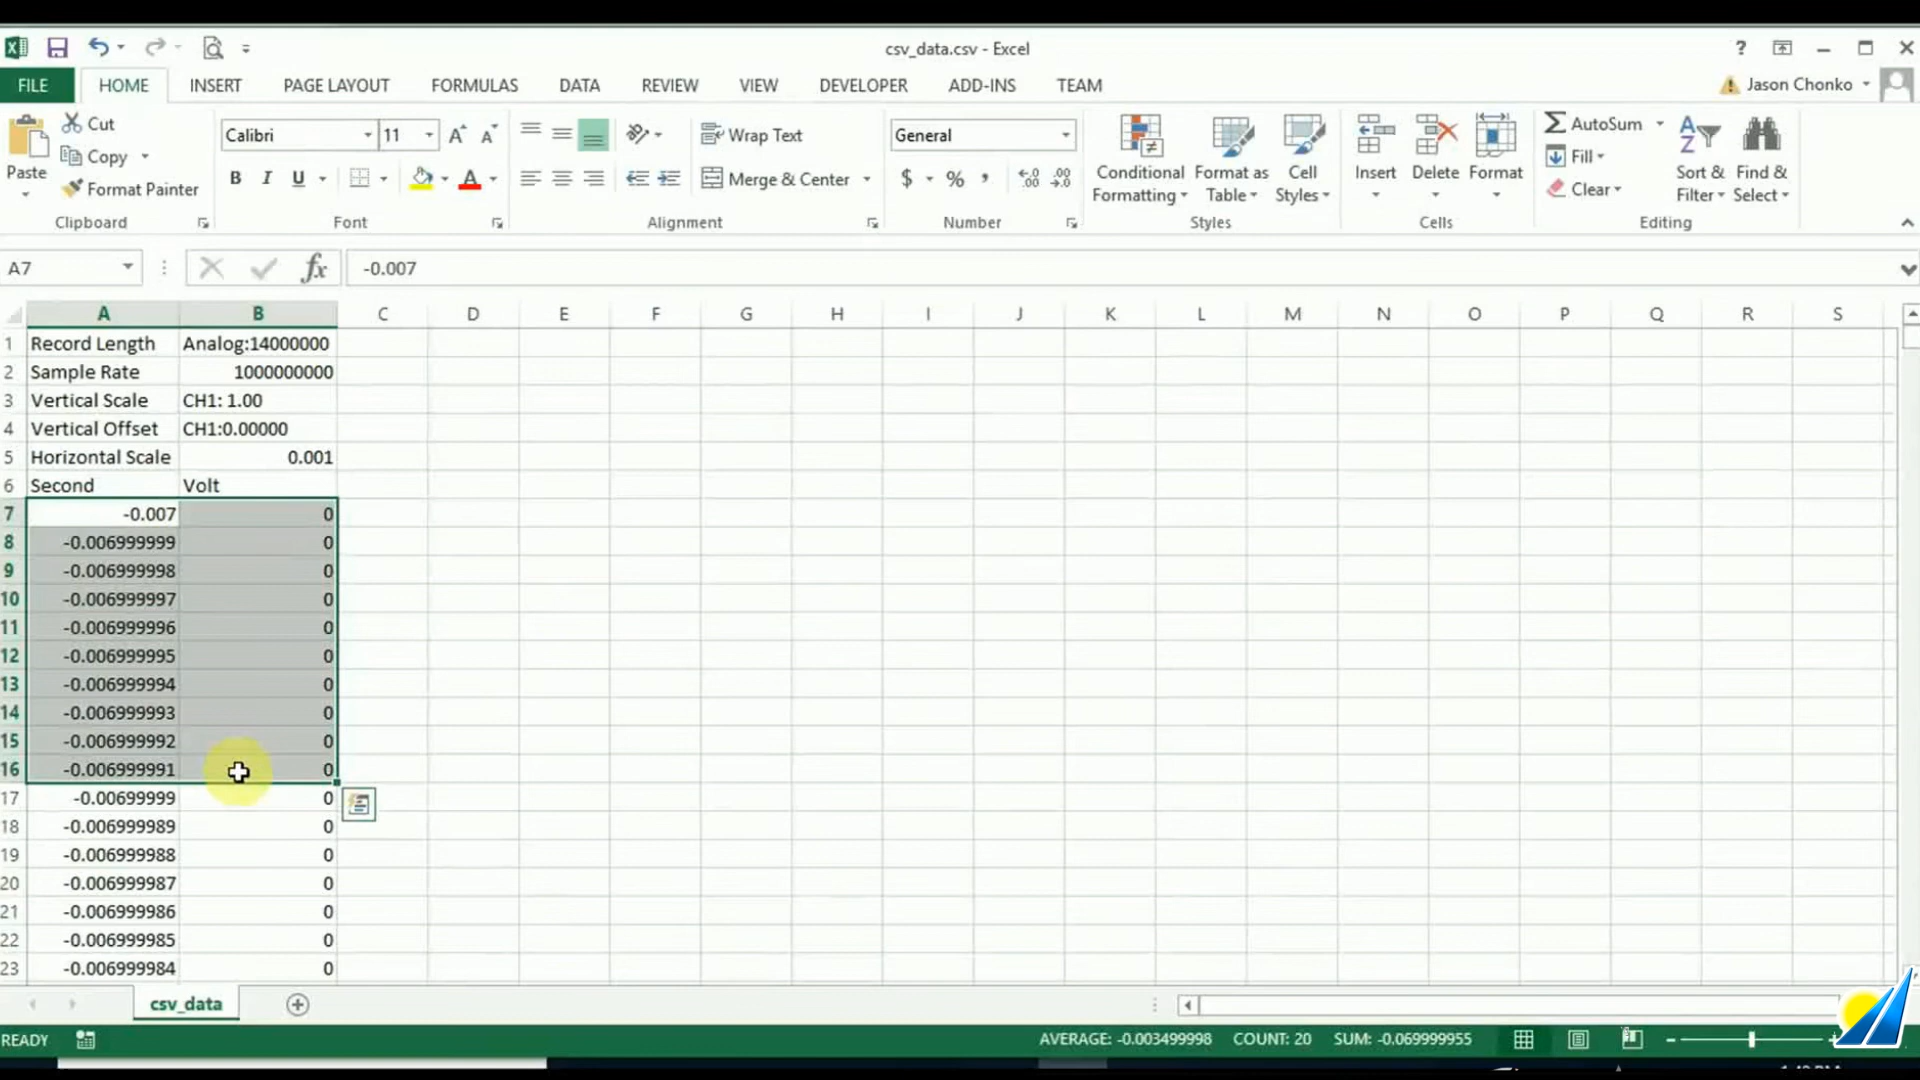 csv_data.csv - Excel
?
FILE HOME INSERT PAGE LAYOUT FORMULAS DATA REVIEW VIEW DEVELOPER ADD-INS TEAM Jason Chonko
Paste
Cut
Copy
Format Painter
Clipboard
Calibri 11
B I U
Font
Wrap Text
Merge & Center
Alignment
General
$ % ,
Number
Conditional Formatting
Format as Table
Cell Styles
Styles
Insert
Delete
Format
Cells
AutoSum
Fill
Clear
Sort & Filter
Find & Select
Editing
A7 fx -0.007
A B C D E F G H I J K L M N O P Q R S
1 Record Length Analog:14000000
2 Sample Rate 1000000000
3 Vertical Scale CH1: 1.00
4 Vertical Offset CH1:0.00000
5 Horizontal Scale 0.001
6 Second Volt
7 -0.007 0
8 -0.006999999 0
9 -0.006999998 0
10 -0.006999997 0
11 -0.006999996 0
12 -0.006999995 0
13 -0.006999994 0
14 -0.006999993 0
15 -0.006999992 0
16 -0.006999991 0
17 -0.00699999 0
18 -0.006999989 0
19 -0.006999988 0
20 -0.006999987 0
21 -0.006999986 0
22 -0.006999985 0
23 -0.006999984 0
csv_data
READY AVERAGE: -0.003499998 COUNT: 20 SUM: -0.069999955